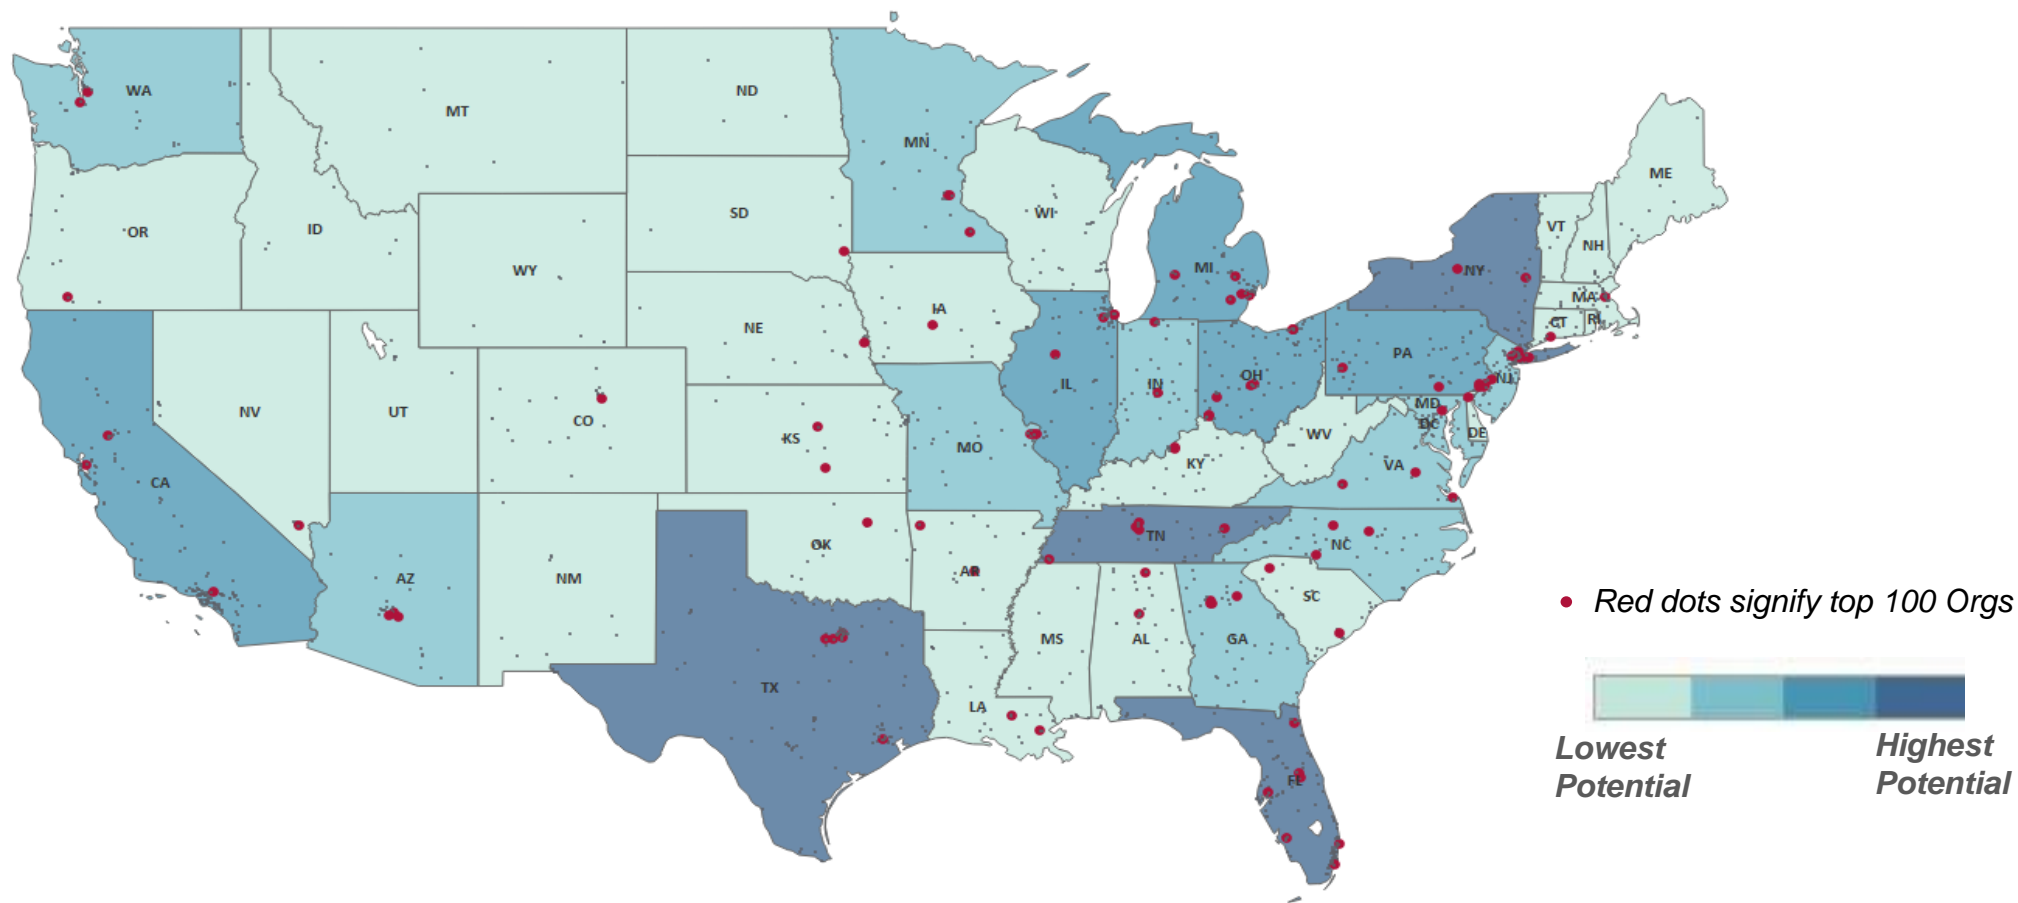 WA
MT
ND
MN
ME
OR
ID
SD
WI
VT
NH
WY
MI
NY
MA
CT
RI
IA
NE
PA
NV
UT
CO
IL
IN
OH
NJ
MD
DC
DE
CA
KS
MO
WV
VA
KY
AZ
NM
OK
AR
TN
NC
SC
MS
AL
GA
TX
LA
FL
Red dots signify top 100 Orgs
Lowest
Potential
Highest
Potential